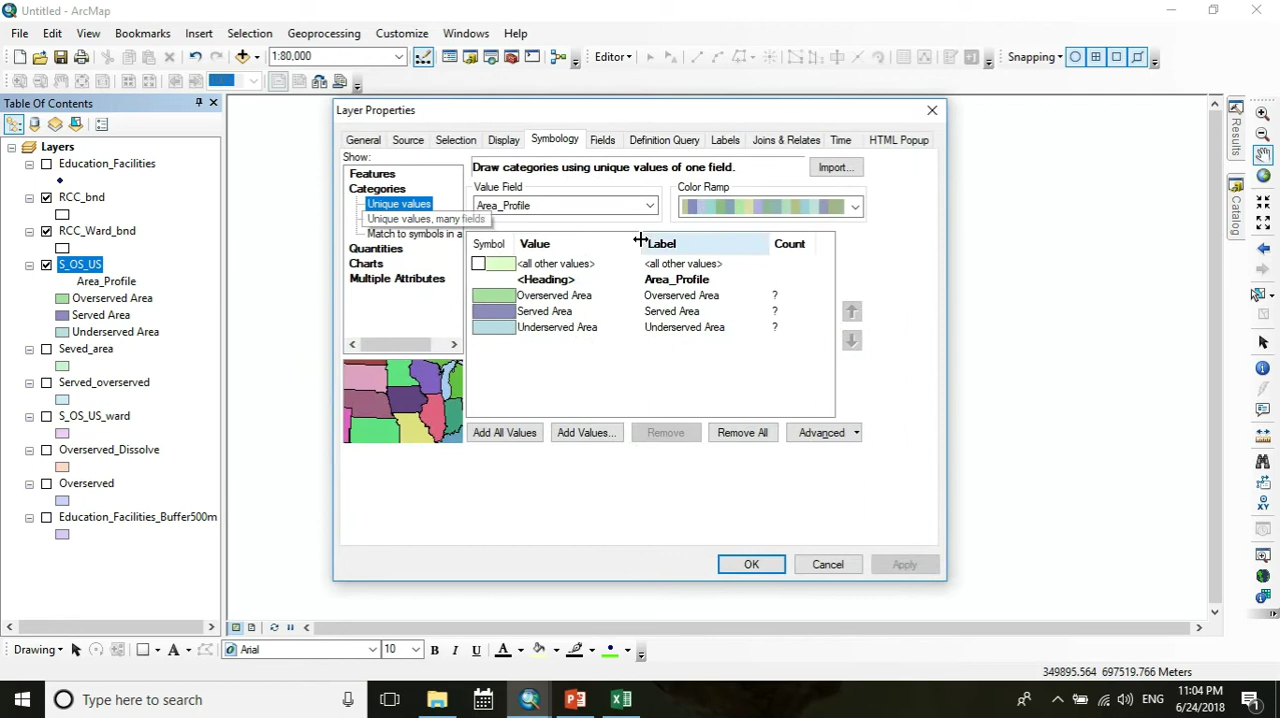 Untitled - ArcMap
File Edit View Bookmarks Insert Selection Geoprocessing Customize Windows Help
1:80,000
Editor
Snapping
Table Of Contents
Layers
Education_Facilities
RCC_bnd
RCC_Ward_bnd
S_OS_US
Area_Profile
Overserved Area
Served Area
Underserved Area
Seved_area
Served_overserved
S_OS_US_ward
Overserved_Dissolve
Overserved
Education_Facilities_Buffer500m
Layer Properties
General Source Selection Display Symbology Fields Definition Query Labels Joins & Relates Time HTML Popup
Show:
Features
Categories
Unique values
Unique values, many fields
Match to symbols in a
Quantities
Charts
Multiple Attributes
Draw categories using unique values of one field.
Import...
Value Field
Area_Profile
Color Ramp
Symbol Value Label Count
<all other values> <all other values>
<Heading> Area_Profile
Overserved Area Overserved Area ?
Served Area Served Area ?
Underserved Area Underserved Area ?
Add All Values Add Values... Remove Remove All Advanced
OK Cancel Apply
Results
Catalog
Drawing
A
Arial
10
B I U A
349895.564 697519.766 Meters
Type here to search
ENG
11:04 PM
6/24/2018